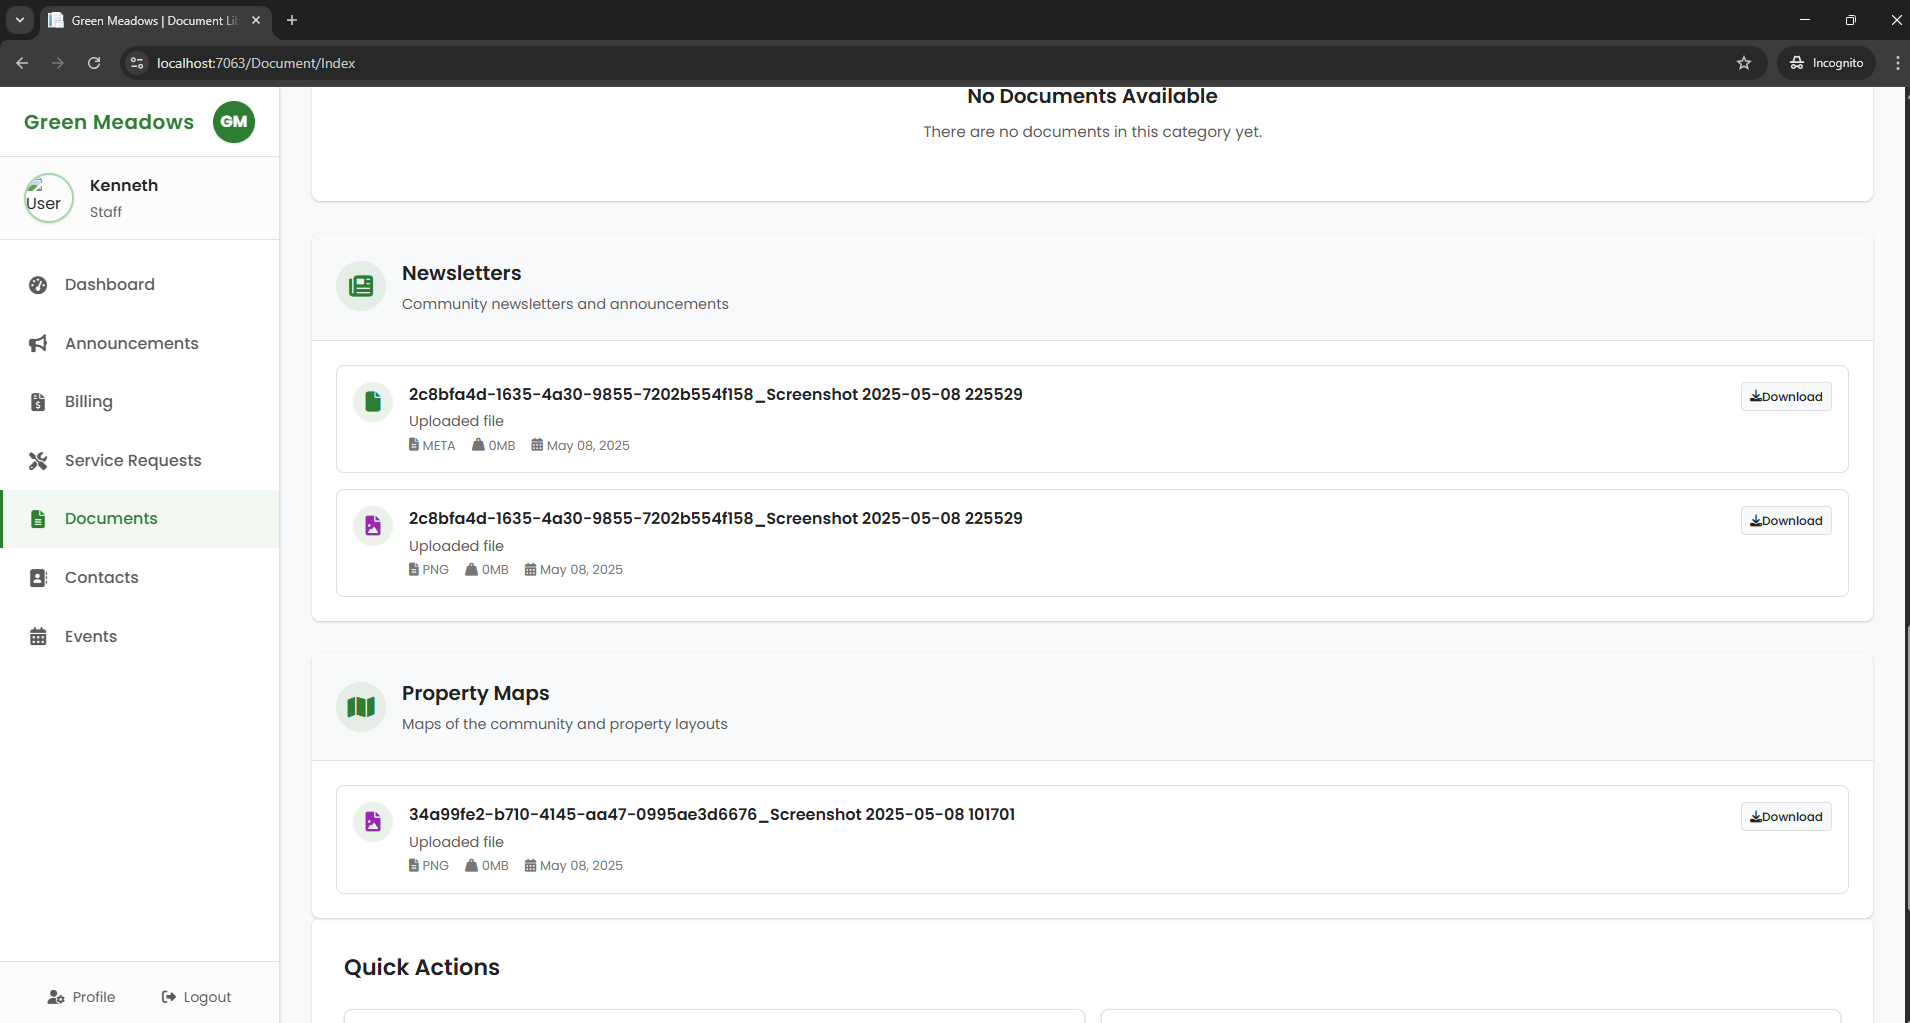 Green Meadows | Document Li
localhost:7063/Document/Index
Incognito
Green Meadows
GM
User
Kenneth
Staff
Dashboard
Announcements
Billing
Service Requests
Documents
Contacts
Events
Profile
Logout
No Documents Available
There are no documents in this category yet.
Newsletters
Community newsletters and announcements
2c8bfa4d-1635-4a30-9855-7202b554f158_Screenshot 2025-05-08 225529
Download
Uploaded file
META 0MB May 08, 2025
2c8bfa4d-1635-4a30-9855-7202b554f158_Screenshot 2025-05-08 225529
Download
Uploaded file
PNG 0MB May 08, 2025
Property Maps
Maps of the community and property layouts
34a99fe2-b710-4145-aa47-0995ae3d6676_Screenshot 2025-05-08 101701
Download
Uploaded file
PNG 0MB May 08, 2025
Quick Actions